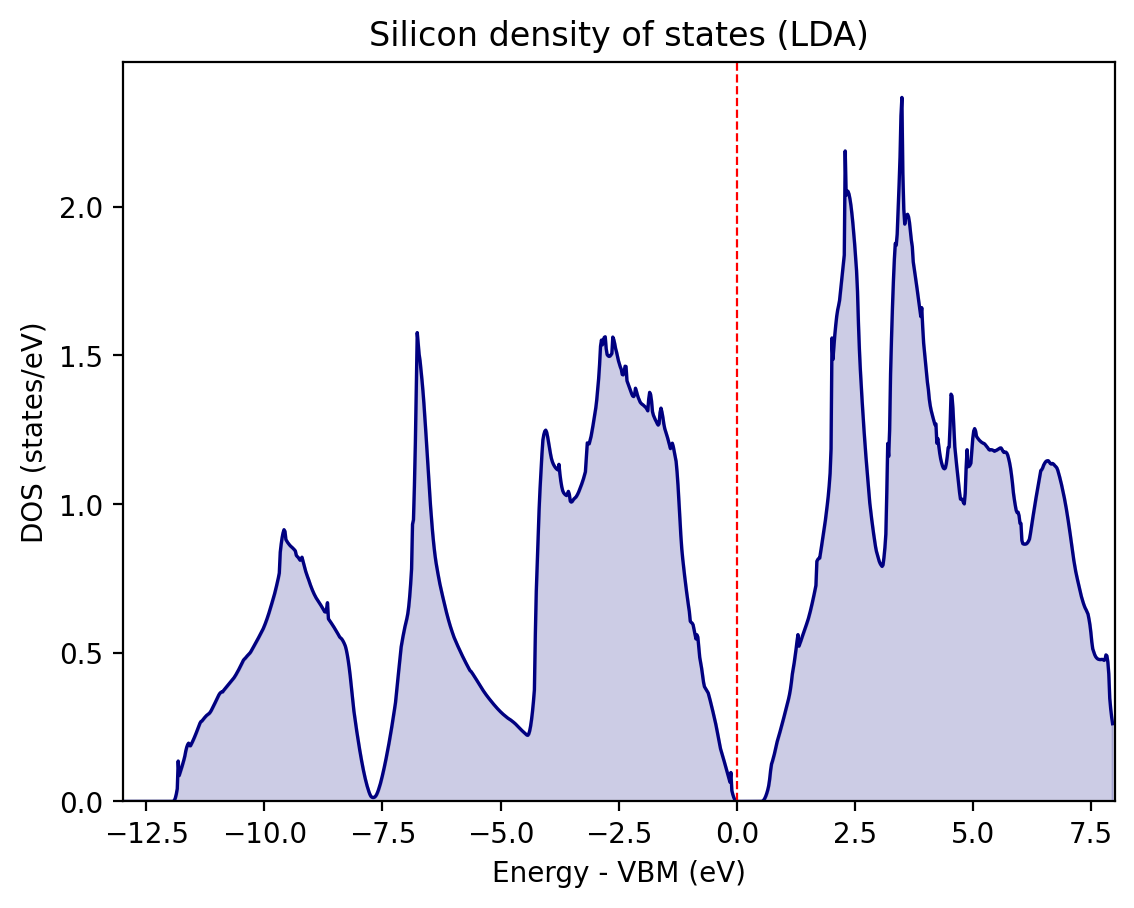 Silicon density of states (LDA)
DOS (states/eV)
2.0
1.5
1.0
0.5
0.0
−12.5 −10.0 −7.5 −5.0 −2.5 0.0 2.5 5.0 7.5
Energy - VBM (eV)